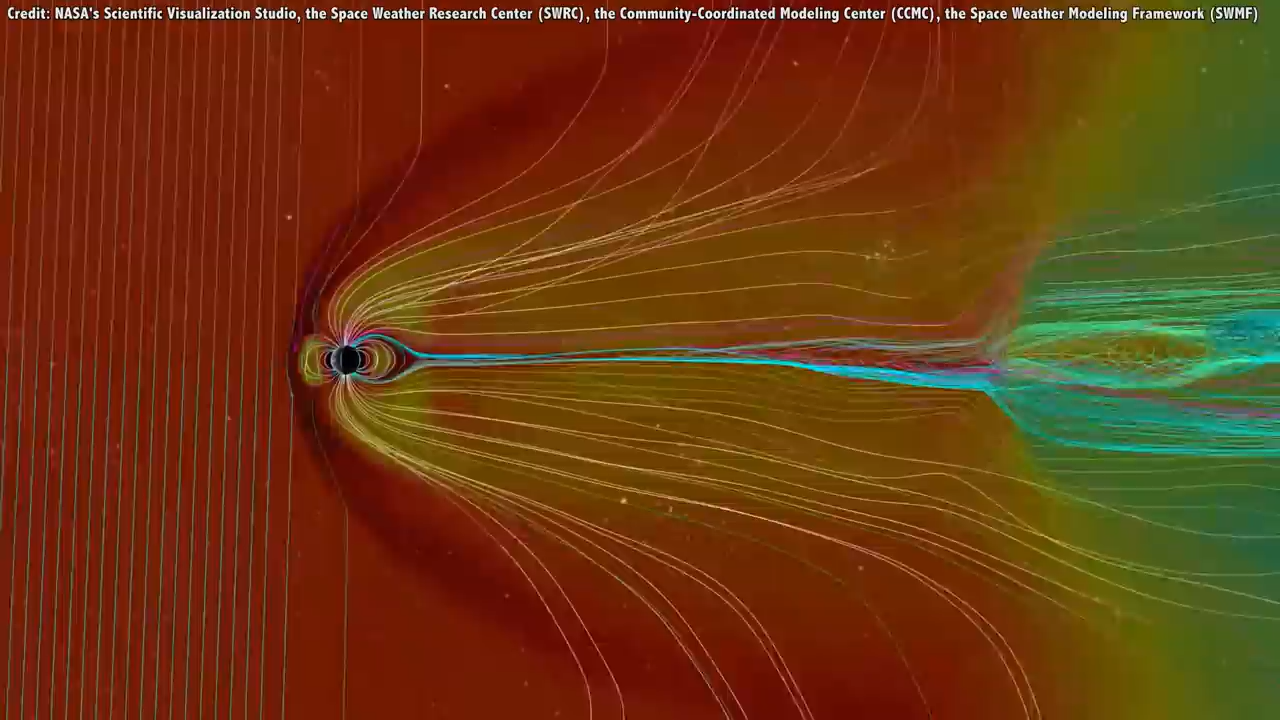 Credit: NASA's Scientific Visualization Studio, the Space Weather Research Center (SWRC), the Community-Coordinated Modeling Center (CCMC), the Space Weather Modeling Framework (SWMF)